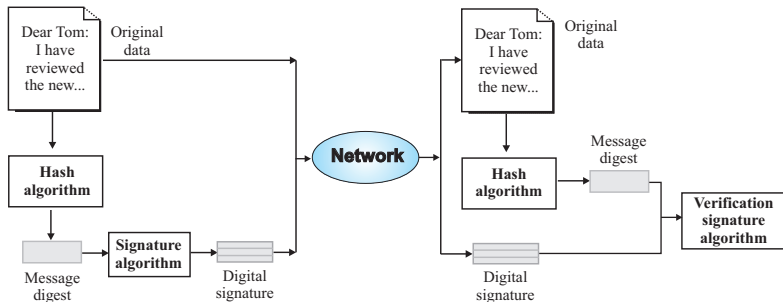 Dear Tom:
I have
reviewed
the new...
Original
data
Hash
algorithm
Message
digest
Signature
algorithm
Digital
signature
Network
Dear Tom:
I have
reviewed
the new...
Original
data
Hash
algorithm
Message
digest
Digital
signature
Verification
signature
algorithm